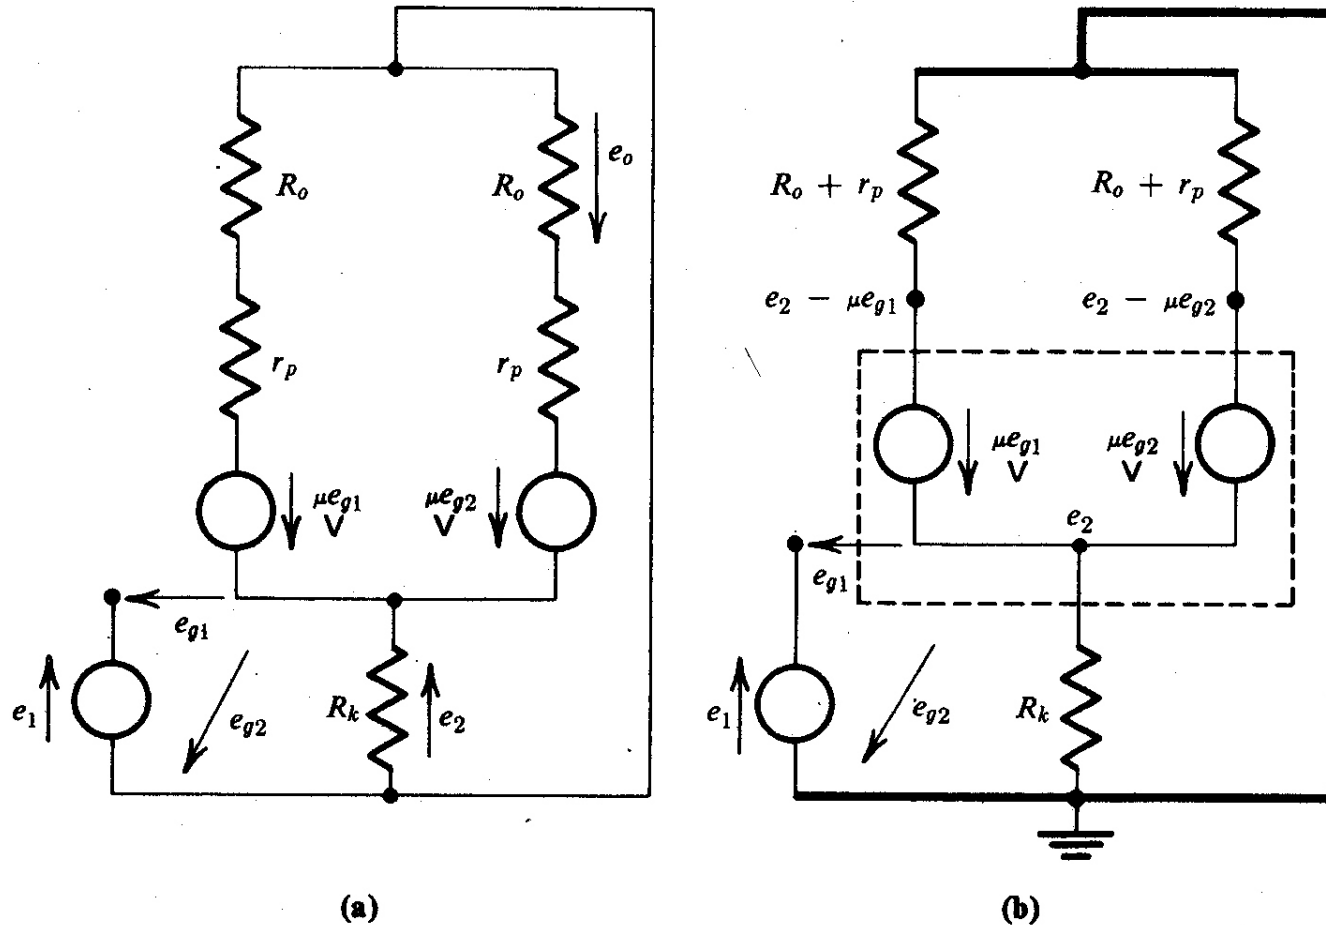 e_o
R_o
R_o
r_p
r_p
μe_g1
V
μe_g2
V
e_g1
e_1
e_g2
R_k
e_2
(a)
R_o + r_p
R_o + r_p
e_2 − μe_g1
e_2 − μe_g2
μe_g1
V
μe_g2
V
e_2
e_g1
e_1
e_g2
R_k
(b)